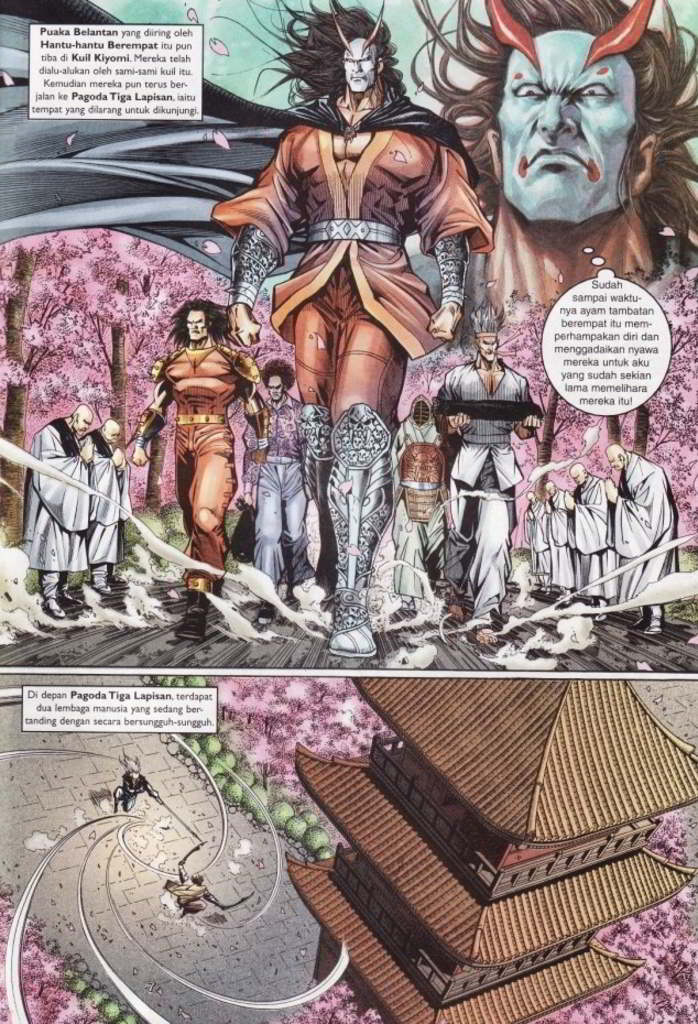 Puaka Belantan yang diiring oleh
Hantu-hantu Berempat itu pun
tiba di Kuil Kiyomi. Mereka telah
dialu-alukan oleh sami-sami kuil itu.
Kemudian mereka pun terus ber-
jalan ke Pagoda Tiga Lapisan, iaitu
tempat yang dilarang untuk dikunjungi.
Sudah
sampai waktu-
nya ayam tambatan
berempat itu mem-
perhampakan diri dan
menggadaikan nyawa
mereka untuk aku
yang sudah sekian
lama memelihara
mereka itu!
Di depan Pagoda Tiga Lapisan, terdapat
dua lembaga manusia yang sedang ber-
tanding dengan secara bersungguh-sungguh.